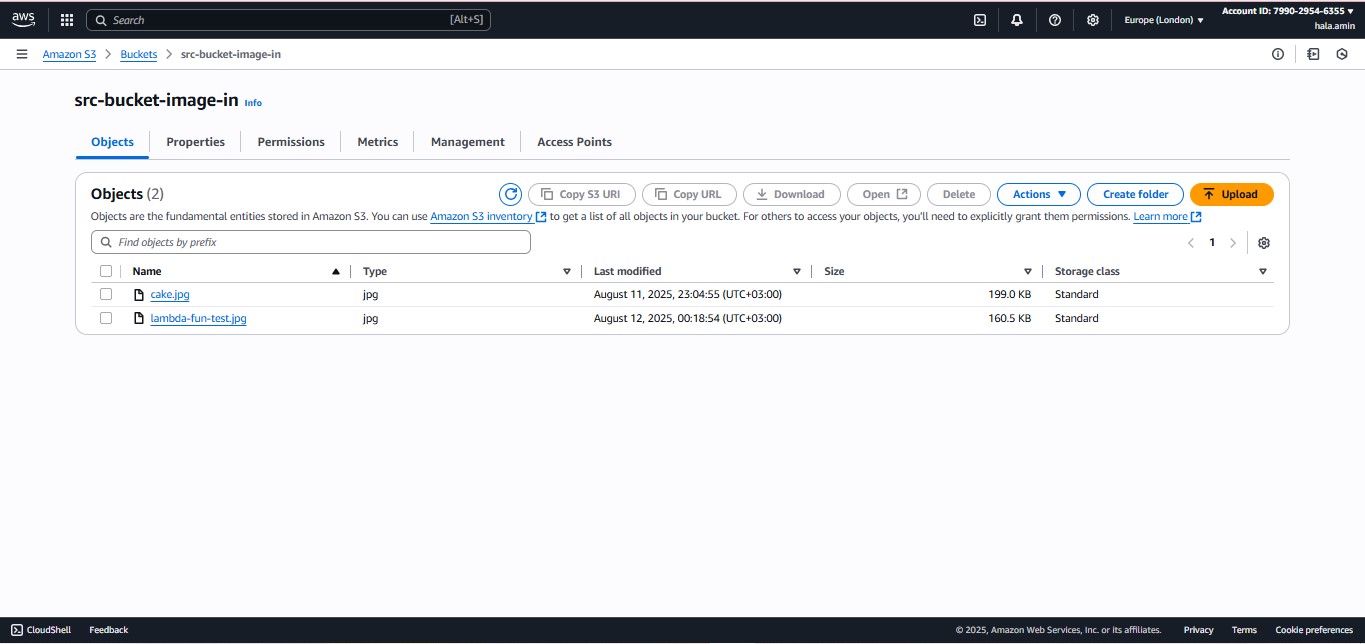 aws
Search [Alt+S]
Europe (London) ▼
Account ID: 7990-2954-6355 ▼
hala.amin
Amazon S3 > Buckets > src-bucket-image-in
src-bucket-image-in Info
Objects Properties Permissions Metrics Management Access Points
Objects (2)
Copy S3 URI Copy URL Download Open Delete Actions ▼ Create folder Upload
Objects are the fundamental entities stored in Amazon S3. You can use Amazon S3 inventory to get a list of all objects in your bucket. For others to access your objects, you'll need to explicitly grant them permissions. Learn more
Find objects by prefix
< 1 >
Name Type Last modified Size Storage class
cake.jpg jpg August 11, 2025, 23:04:55 (UTC+03:00) 199.0 KB Standard
lambda-fun-test.jpg jpg August 12, 2025, 00:18:54 (UTC+03:00) 160.5 KB Standard
CloudShell Feedback © 2025, Amazon Web Services, Inc. or its affiliates. Privacy Terms Cookie preferences